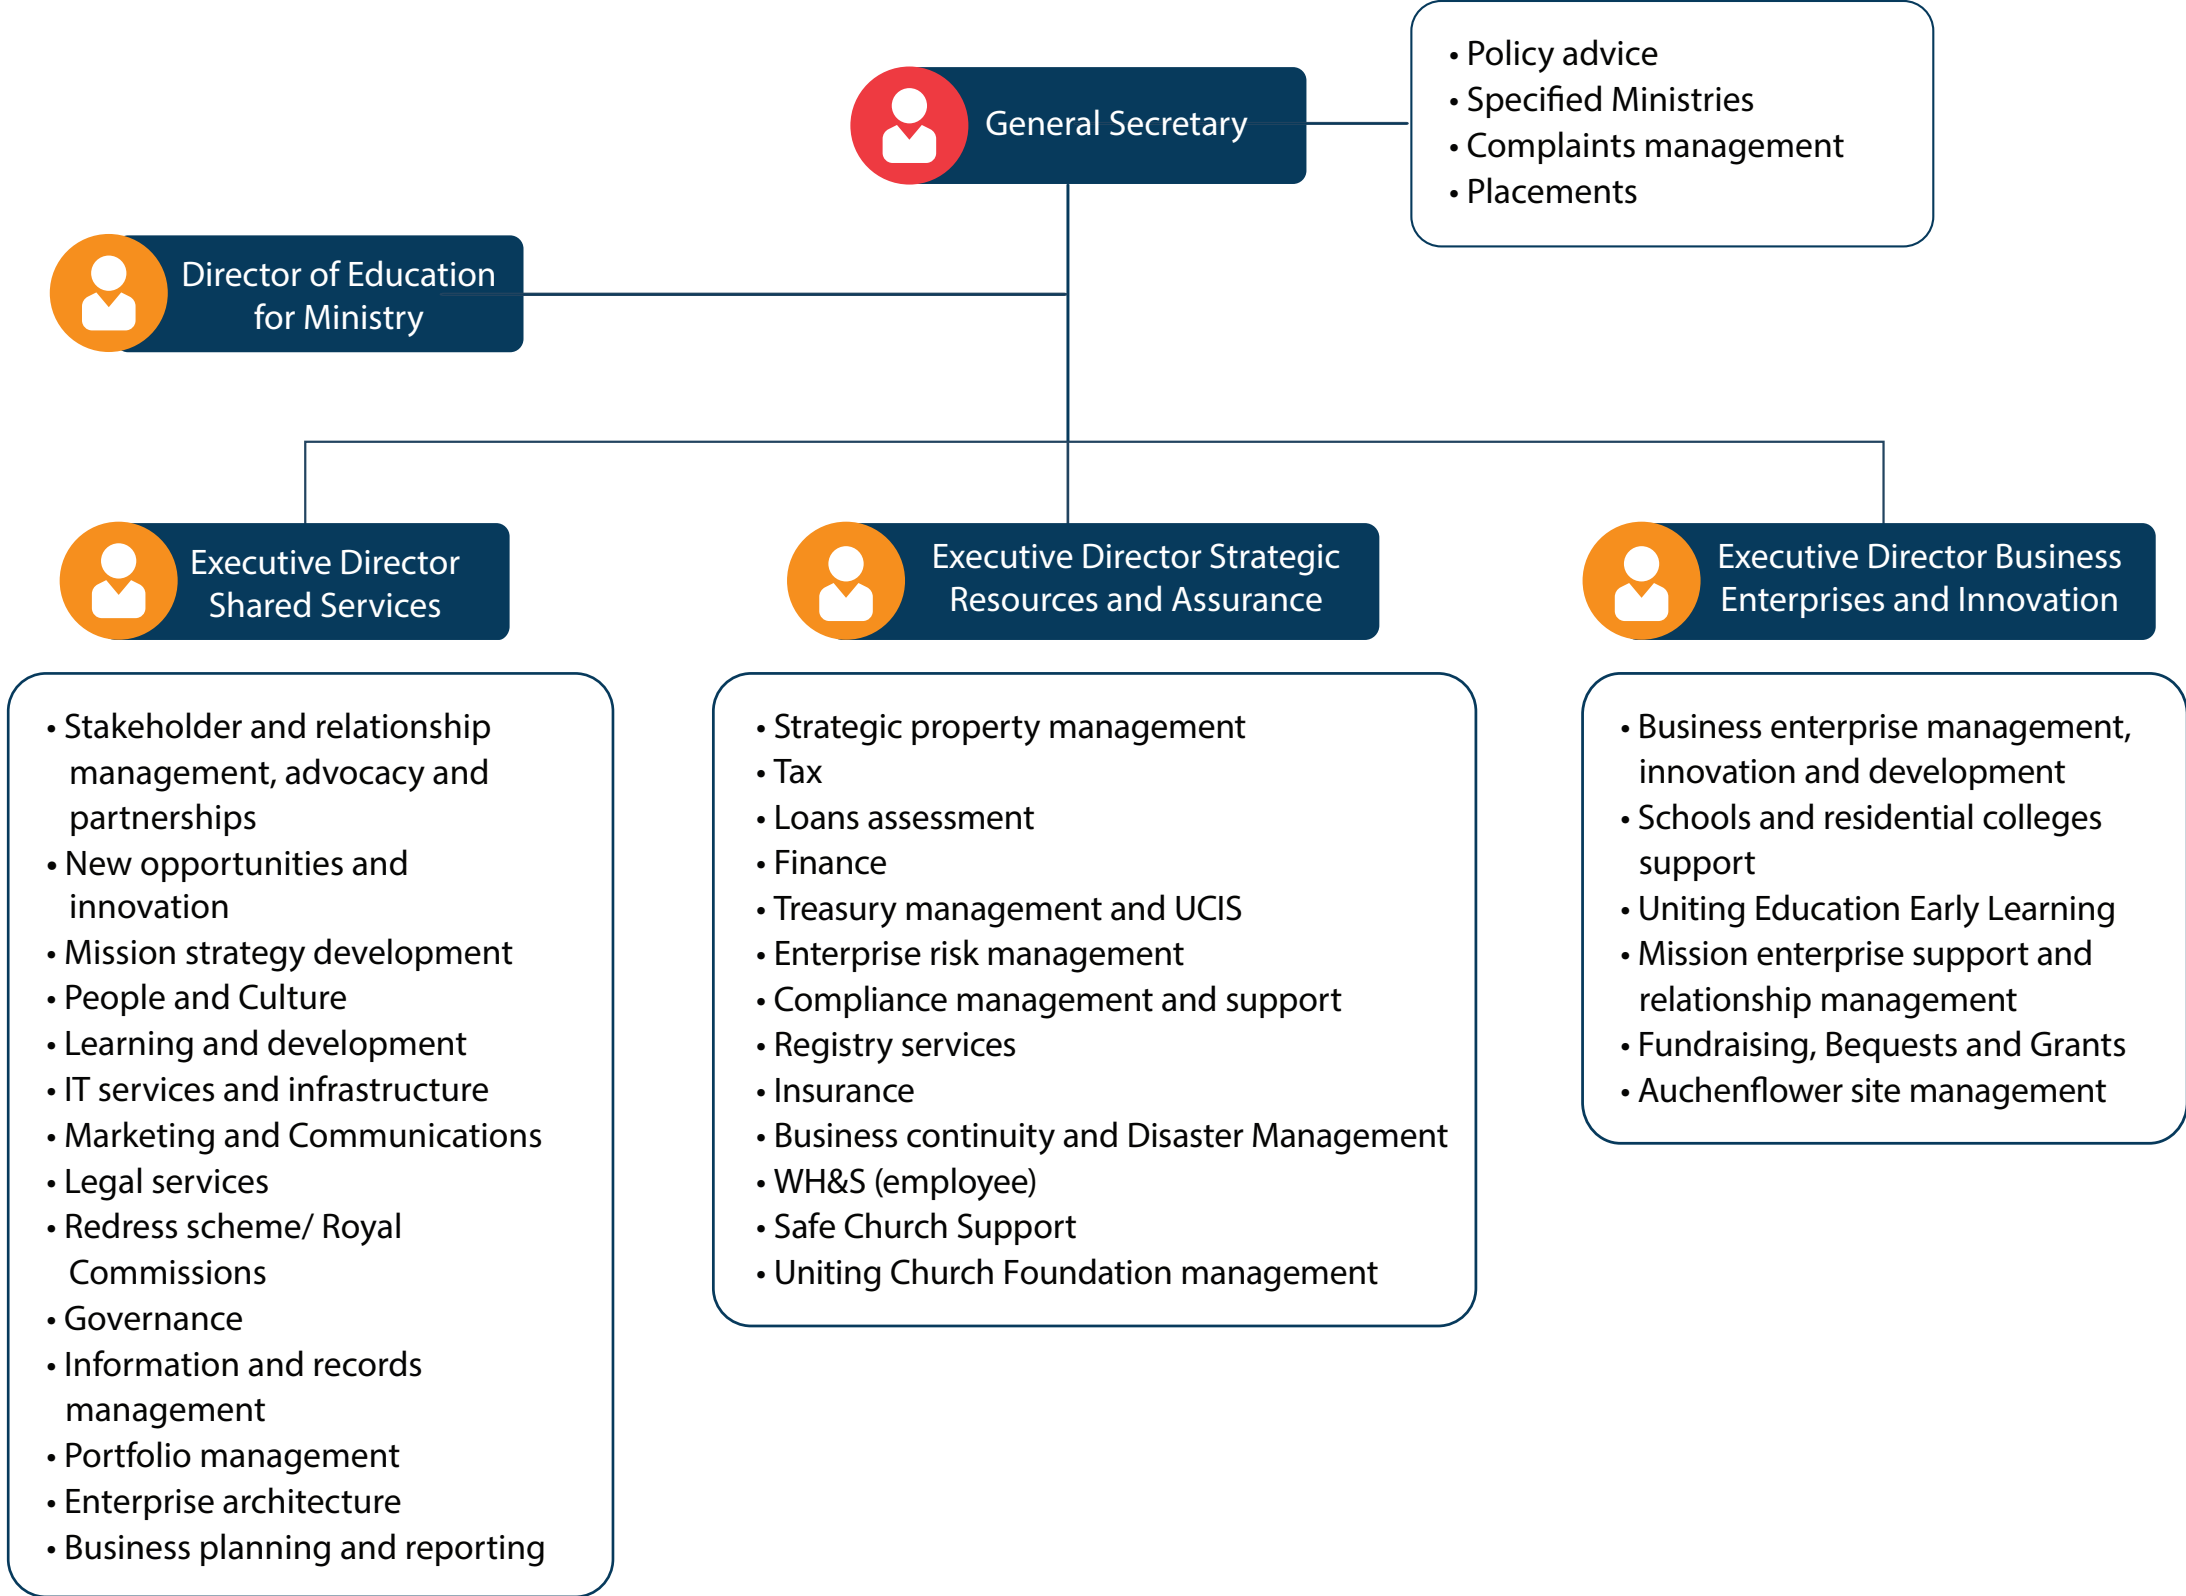 General Secretary
• Policy advice
• Specified Ministries
• Complaints management
• Placements
Director of Education
for Ministry
Executive Director
Shared Services
• Stakeholder and relationship
management, advocacy and
partnerships
• New opportunities and
innovation
• Mission strategy development
• People and Culture
• Learning and development
• IT services and infrastructure
• Marketing and Communications
• Legal services
• Redress scheme/ Royal
Commissions
• Governance
• Information and records
management
• Portfolio management
• Enterprise architecture
• Business planning and reporting
Executive Director Strategic
Resources and Assurance
• Strategic property management
• Tax
• Loans assessment
• Finance
• Treasury management and UCIS
• Enterprise risk management
• Compliance management and support
• Registry services
• Insurance
• Business continuity and Disaster Management
• WH&S (employee)
• Safe Church Support
• Uniting Church Foundation management
Executive Director Business
Enterprises and Innovation
• Business enterprise management,
innovation and development
• Schools and residential colleges
support
• Uniting Education Early Learning
• Mission enterprise support and
relationship management
• Fundraising, Bequests and Grants
• Auchenflower site management